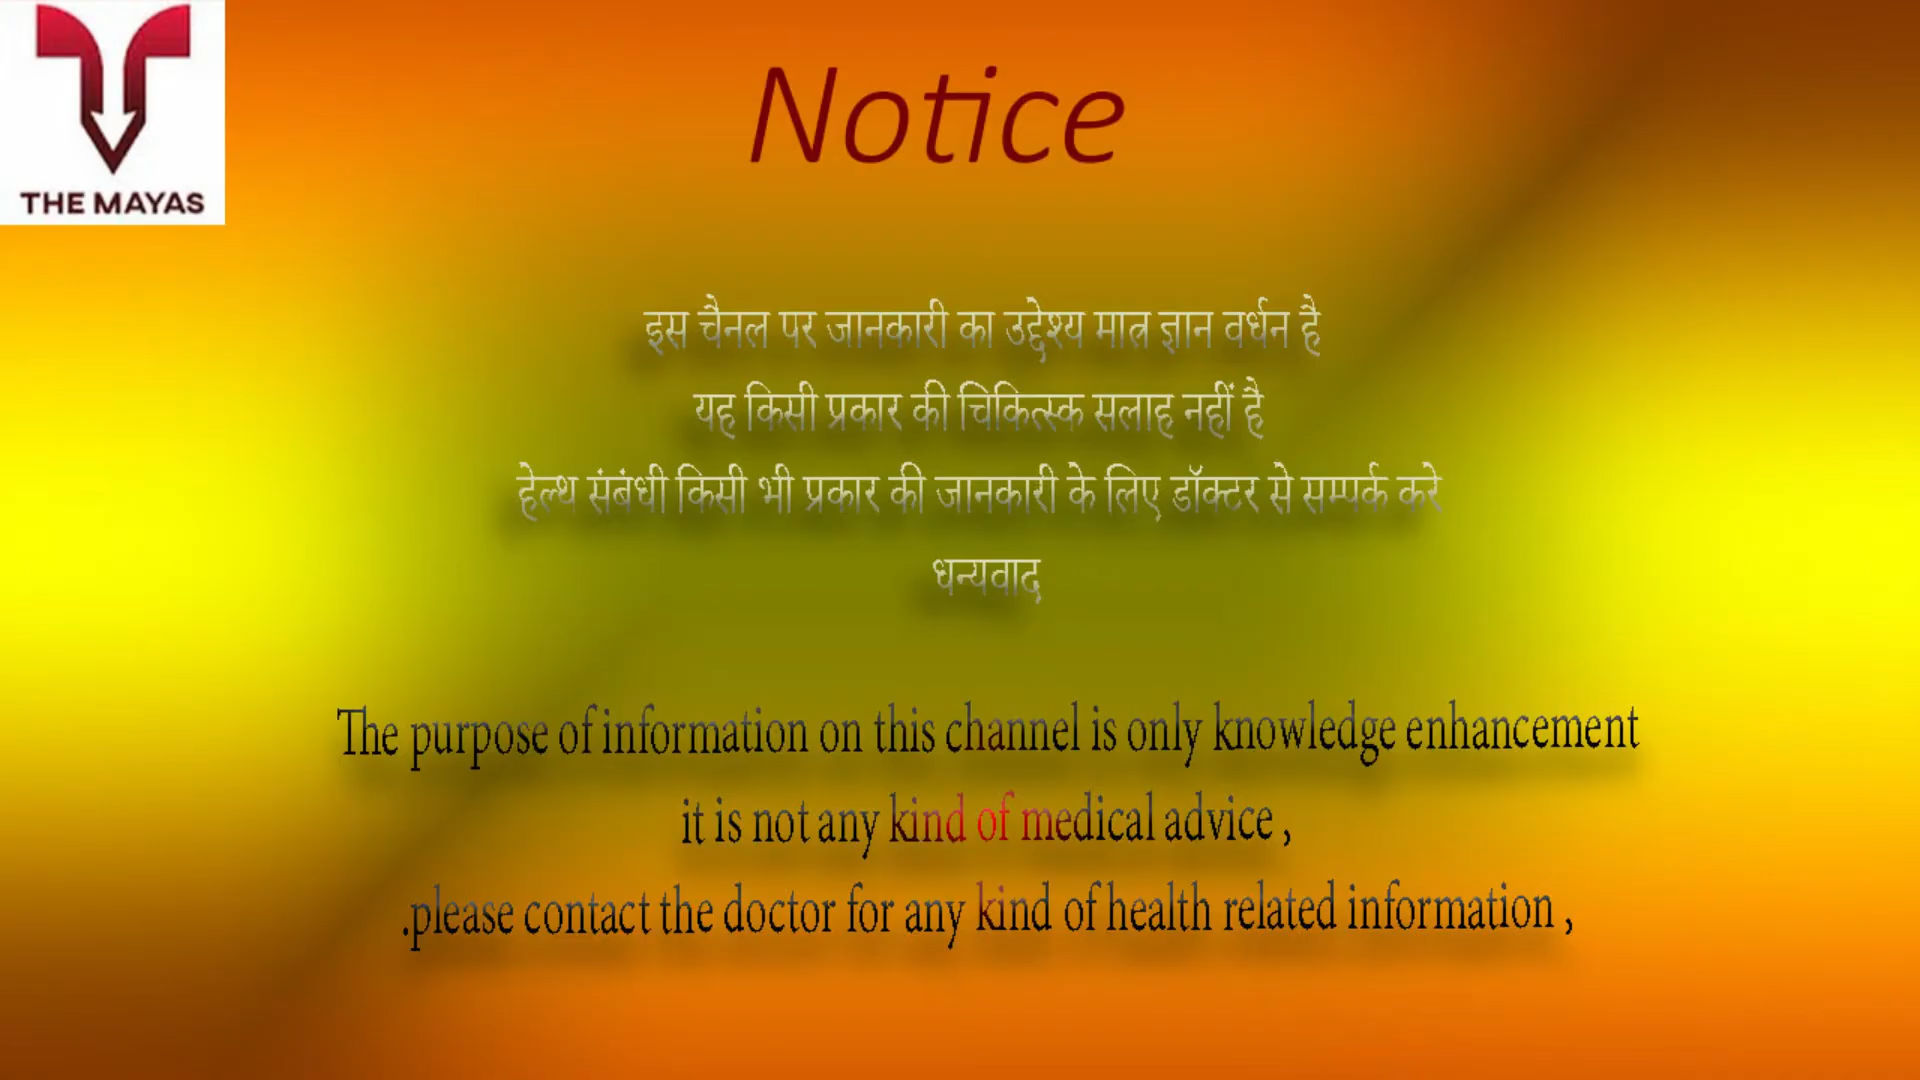 THE MAYAS
Notice
इस चैनल पर जानकारी का उद्देश्य मात्र ज्ञान वर्धन है
यह किसी प्रकार की चिकित्स्क सलाह नहीं है
हेल्थ संबंधी किसी भी प्रकार की जानकारी के लिए डॉक्टर से सम्पर्क करे
धन्यवाद
The purpose of information on this channel is only knowledge enhancement
it is not any kind of medical advice ,
.please contact the doctor for any kind of health related information ,